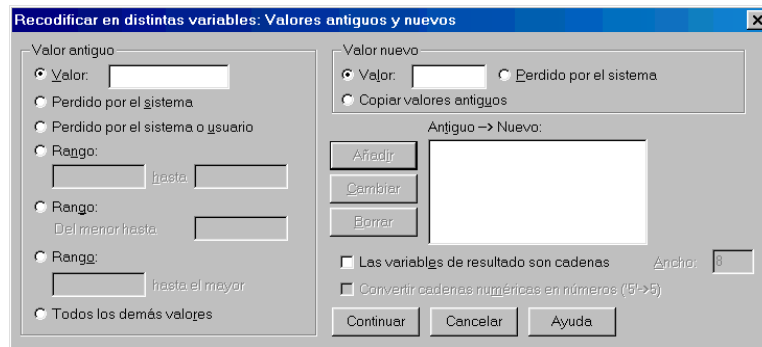 Recodificar en distintas variables: Valores antiguos y nuevos
Valor antiguo
Valor:
Perdido por el sistema
Perdido por el sistema o usuario
Rango:
hasta
Rango:
Del menor hasta
Rango:
hasta el mayor
Todos los demás valores
Valor nuevo
Valor:
Perdido por el sistema
Copiar valores antiguos
Antiguo --> Nuevo:
Añadir
Cambiar
Borrar
Las variables de resultado son cadenas
Ancho: 8
Convertir cadenas numéricas en números ('5'->5)
Continuar
Cancelar
Ayuda